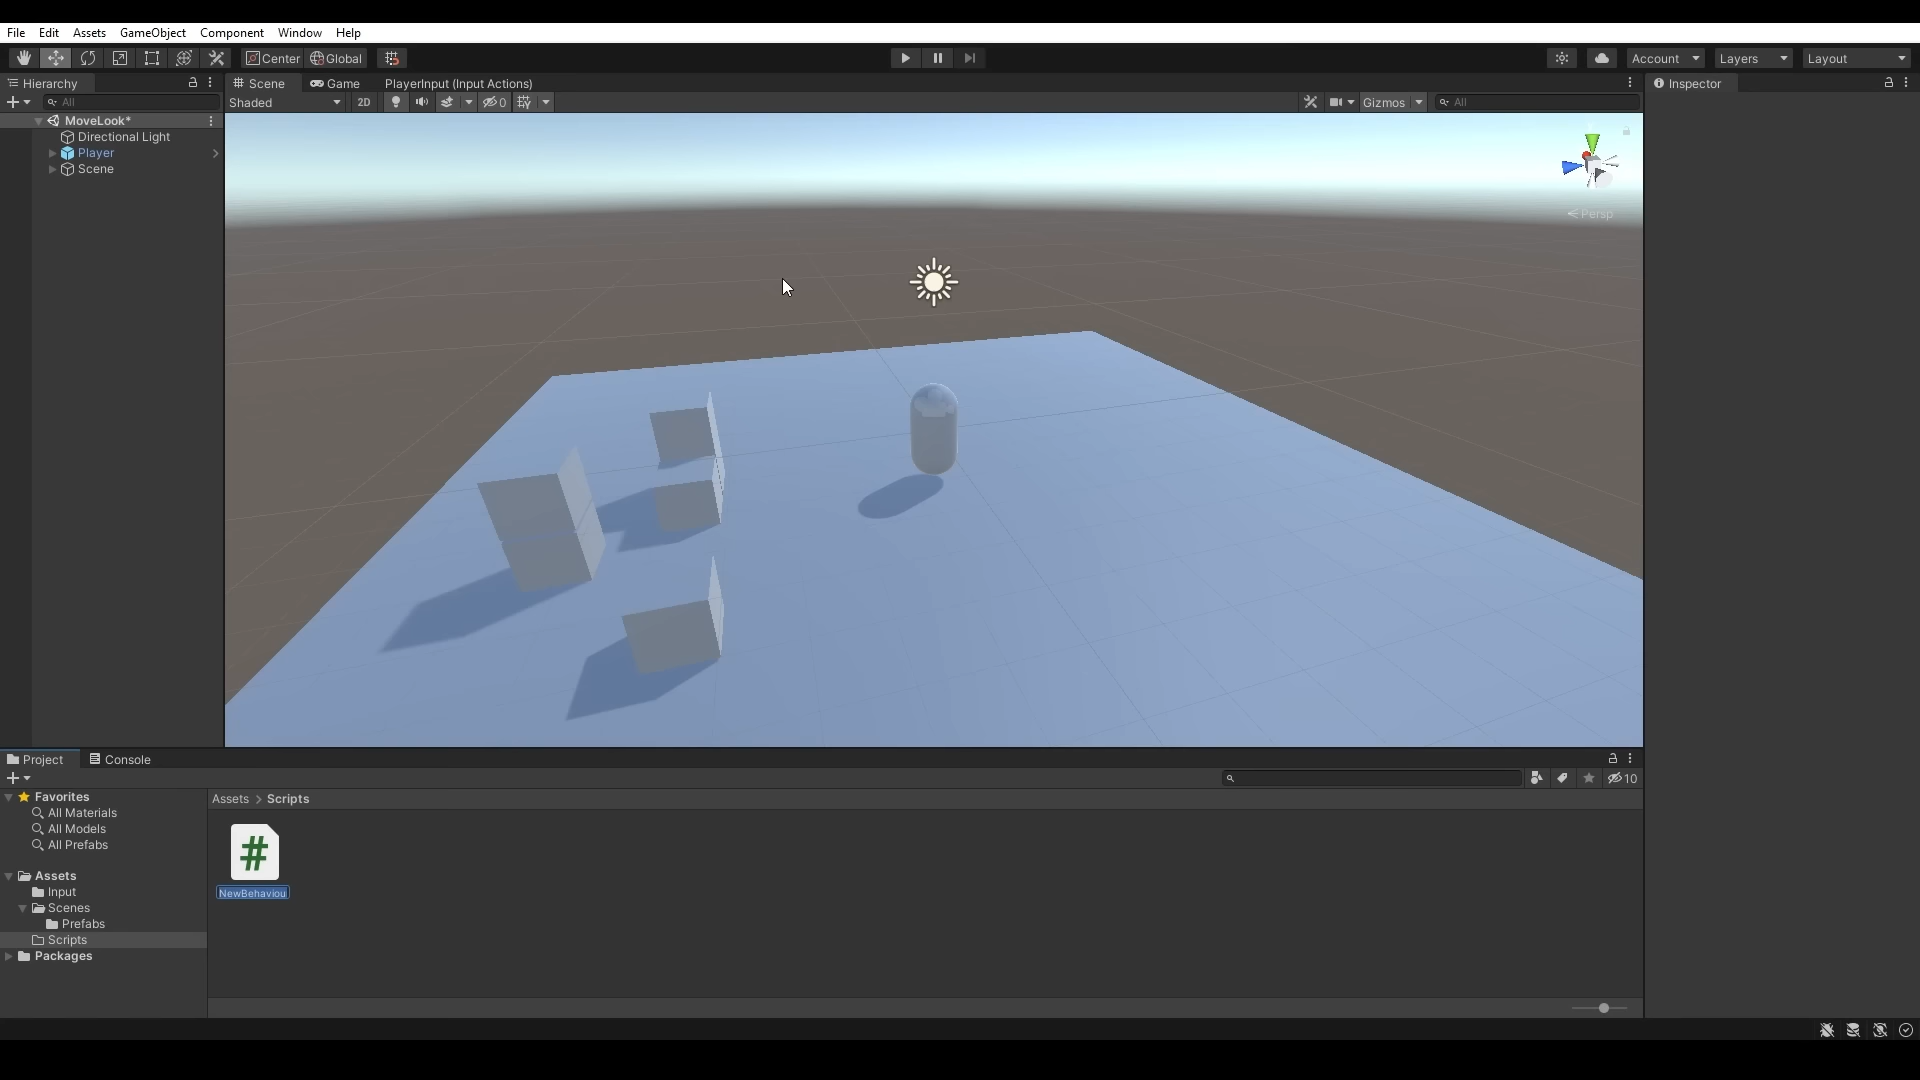 File Edit Assets GameObject Component Window Help
Center Global Account Layers Layout
Hierarchy Scene Game PlayerInput (Input Actions) Inspector
All Shaded 2D 0 Gizmos All
MoveLook*
Directional Light
Player
Scene
Persp
Project Console
10
Favorites
All Materials
All Models
All Prefabs
Assets
Input
Scenes
Prefabs
Scripts
Packages
Assets > Scripts
#
NewBehaviou